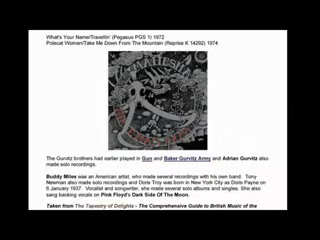 What's Your Name/Travellin' (Pegasus PGS 1) 1972
Polecat Woman/Take Me Down From The Mountain (Reprise K 14292) 1974
The Gurvitz brothers had earlier played in Gun and Baker Gurvitz Army and Adrian Gurvitz also
made solo recordings.
Buddy Miles was an American artist, who made several recordings with his own band. Tony
Newman also made solo recordings and Doris Troy was born in New York City as Doris Payne on
6 January 1937. Vocalist and songwriter, she made several solo albums and singles. She also
sang backing vocals on Pink Floyd's Dark Side Of The Moon.
Taken from The Tapestry of Delights - The Comprehensive Guide to British Music of the